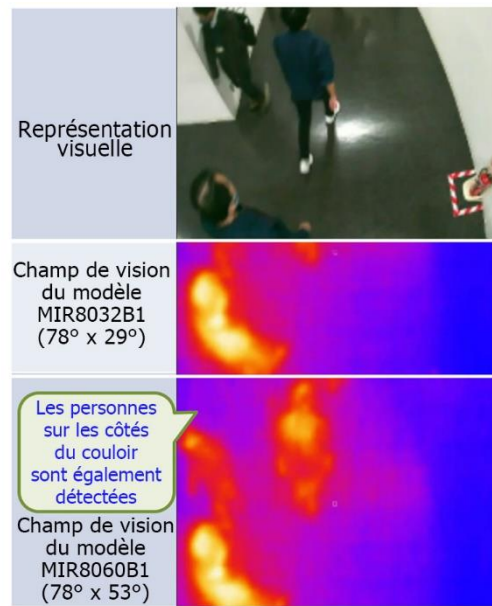 Représentation
visuelle
Champ de vision
du modèle
MIR8032B1
(78° x 29°)
Les personnes
sur les côtés
du couloir
sont également
détectées
Champ de vision
du modèle
MIR8060B1
(78° x 53°)